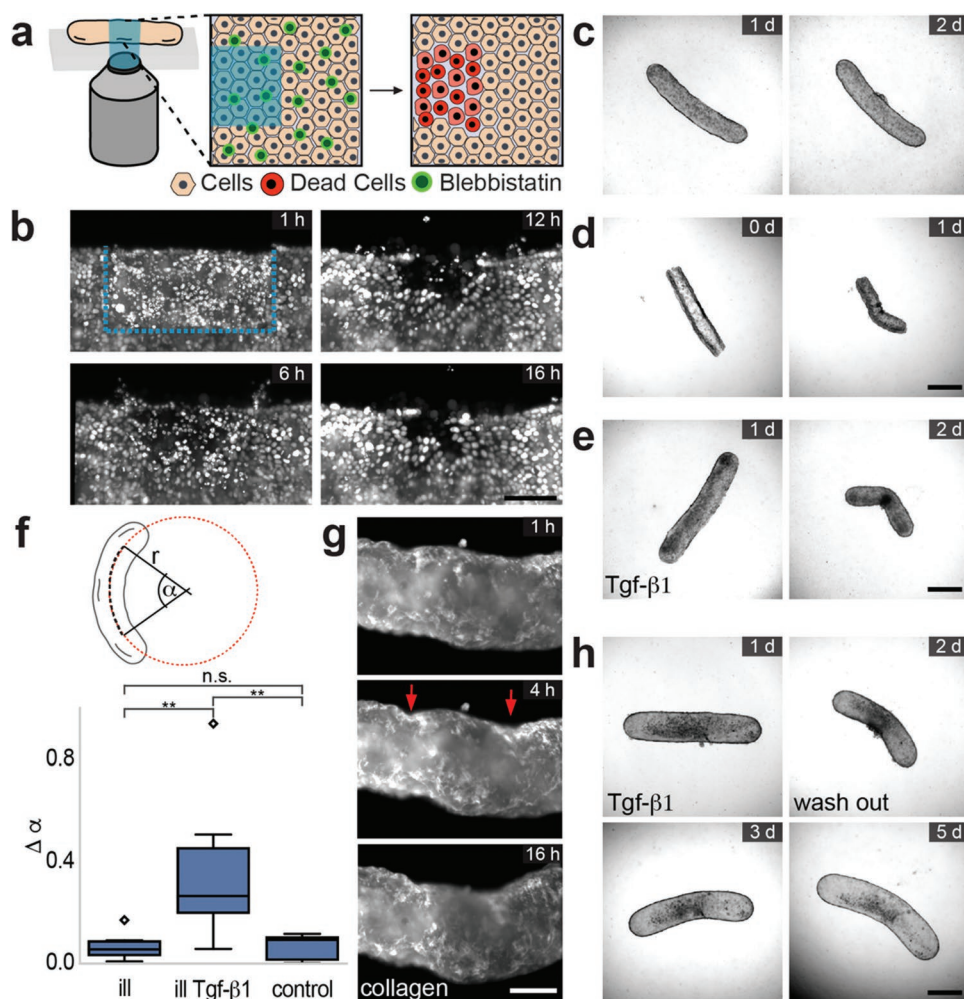 a
Cells Dead Cells Blebbistatin
b
1 h
12 h
6 h
16 h
c
1 d
2 d
d
0 d
1 d
e
1 d
2 d
Tgf-β1
f
r
α
n.s.
** **
0.8
0.4
0.0
Δ α
ill ill Tgf-β1 control
g
1 h
4 h
16 h
collagen
h
1 d
2 d
Tgf-β1
wash out
3 d
5 d